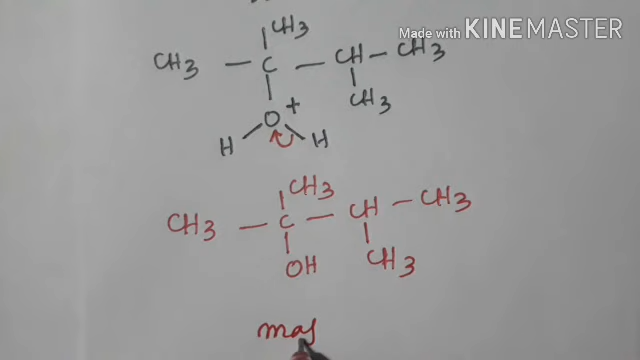 CH3
CH3 - C - CH - CH3
CH3
O+
H H
CH3
CH3 - C - CH - CH3
OH CH3
maj
Made with KINEMASTER